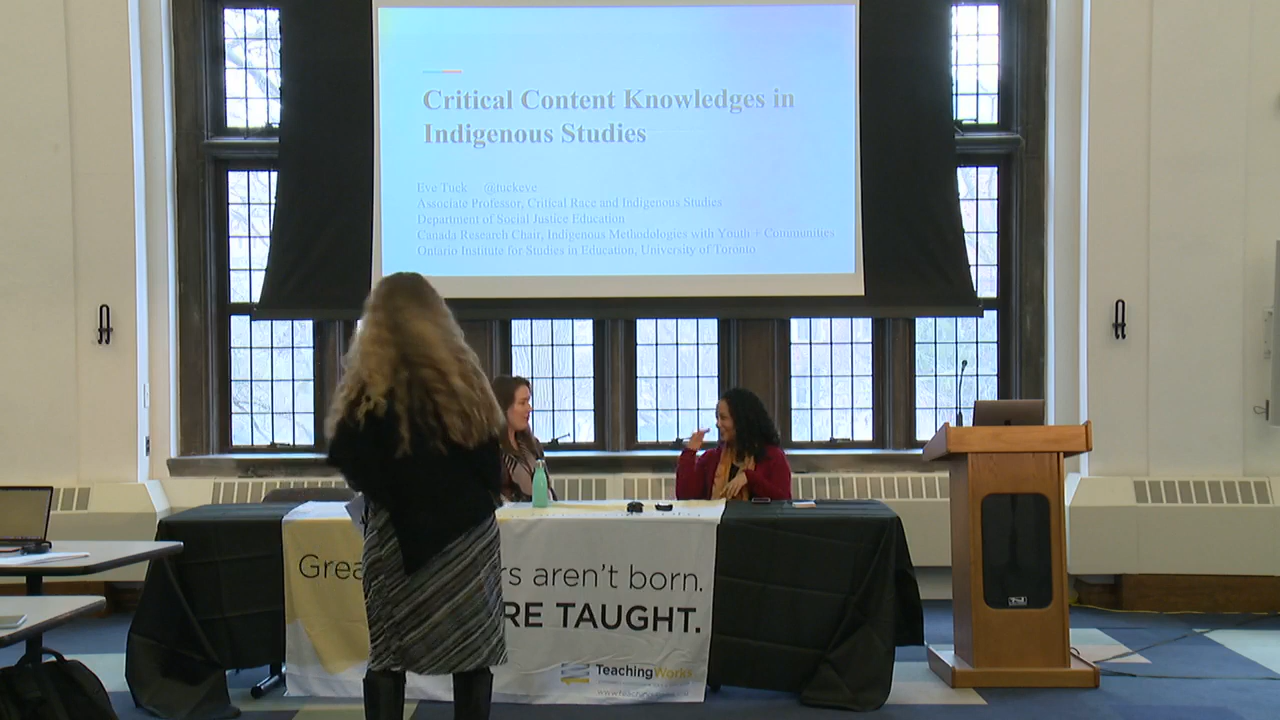 Critical Content Knowledges in
Indigenous Studies
Eve Tuck @tuckeve
Associate Professor, Critical Race and Indigenous Studies
Department of Social Justice Education
Canada Research Chair, Indigenous Methodologies with Youth + Communities
Ontario Institute for Studies in Education, University of Toronto
Grea rs aren't born.
RE TAUGHT.
TeachingWorks